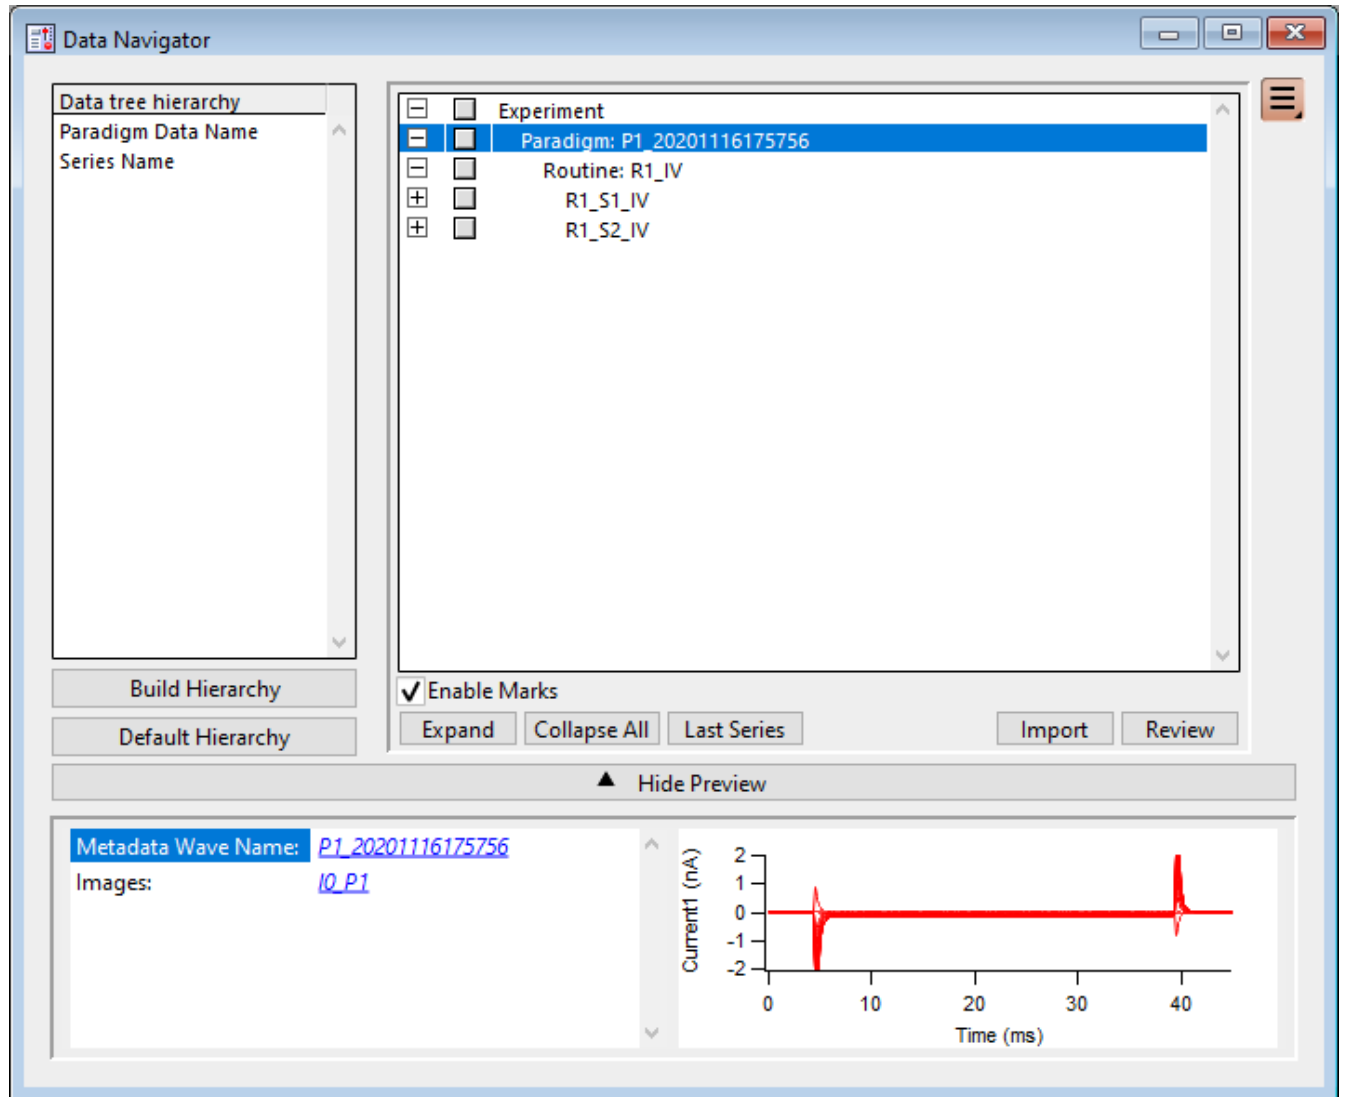 Data Navigator
Data tree hierarchy
Paradigm Data Name
Series Name
Build Hierarchy
Default Hierarchy
Experiment
Paradigm: P1_20201116175756
Routine: R1_IV
R1_S1_IV
R1_S2_IV
Enable Marks
Expand Collapse All Last Series Import Review
Hide Preview
Metadata Wave Name: P1_20201116175756
Images: I0_P1
Current1 (nA)
2
1
0
-1
-2
0 10 20 30 40
Time (ms)